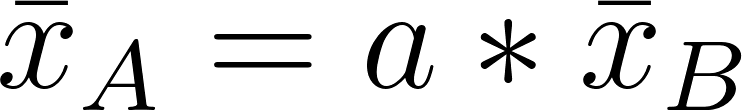 x̄_A = a * x̄_B